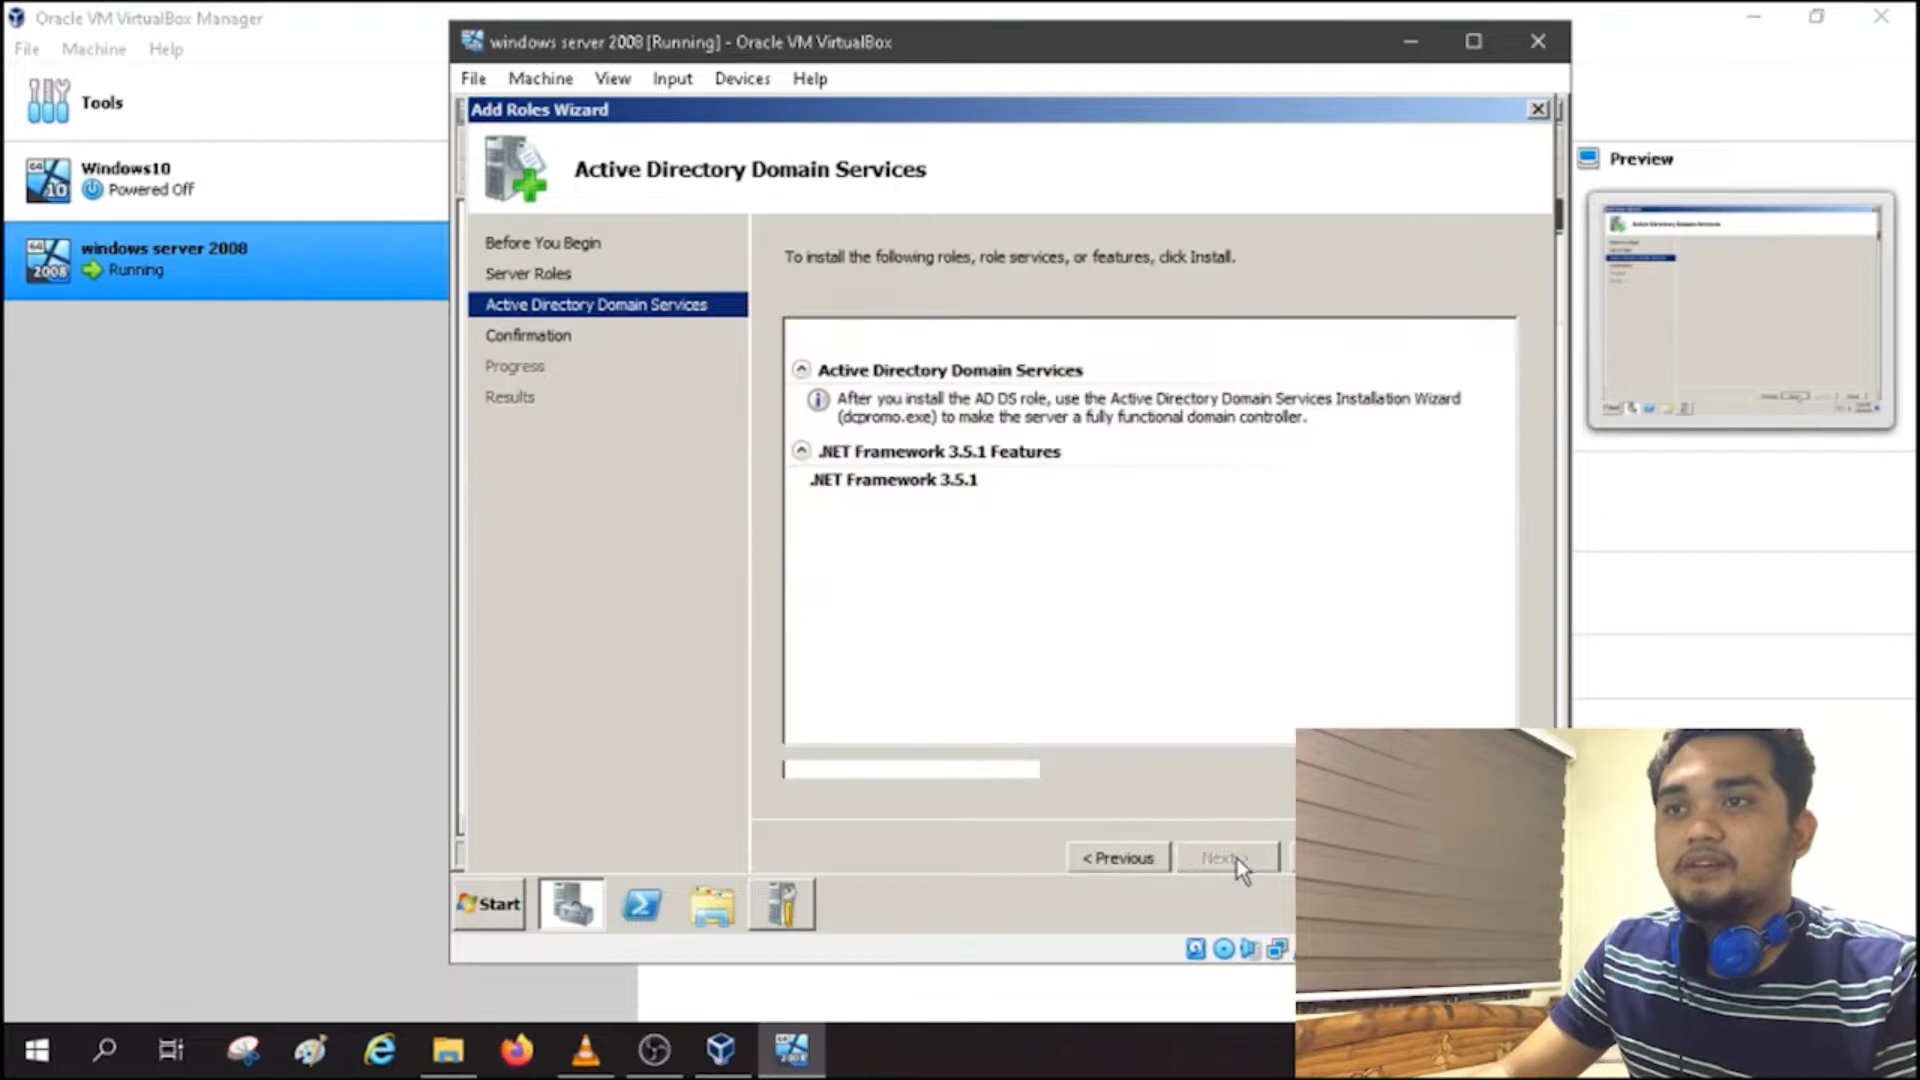 Oracle VM VirtualBox Manager
File Machine Help
Tools
64
10
Windows10
Powered Off
64
2008
windows server 2008
Running
windows server 2008 [Running] - Oracle VM VirtualBox
File Machine View Input Devices Help
Add Roles Wizard
Active Directory Domain Services
Before You Begin
Server Roles
Active Directory Domain Services
Confirmation
Progress
Results
To install the following roles, role services, or features, click Install.
Active Directory Domain Services
After you install the AD DS role, use the Active Directory Domain Services Installation Wizard
(dcpromo.exe) to make the server a fully functional domain controller.
.NET Framework 3.5.1 Features
.NET Framework 3.5.1
< Previous
Next >
Start
Preview